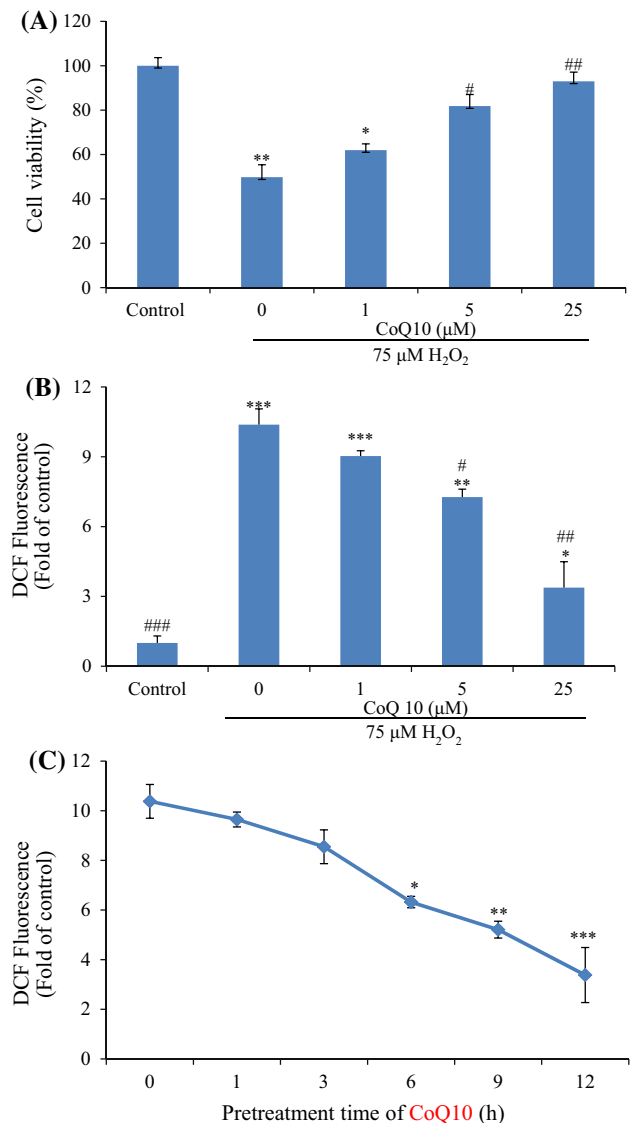 (A)
Cell viability (%)
120
100
80
60
40
20
0
**
*
#
##
Control 0 1 5 25
CoQ10 (μM)
75 μM H₂O₂
(B)
DCF Fluorescence
(Fold of control)
12
9
6
3
0
###
***
***
#
**
##
*
Control 0 1 5 25
CoQ 10 (μM)
75 μM H₂O₂
(C)
DCF Fluorescence
(Fold of control)
12
10
8
6
4
2
0
*
**
***
0 1 3 6 9 12
Pretreatment time of CoQ10 (h)